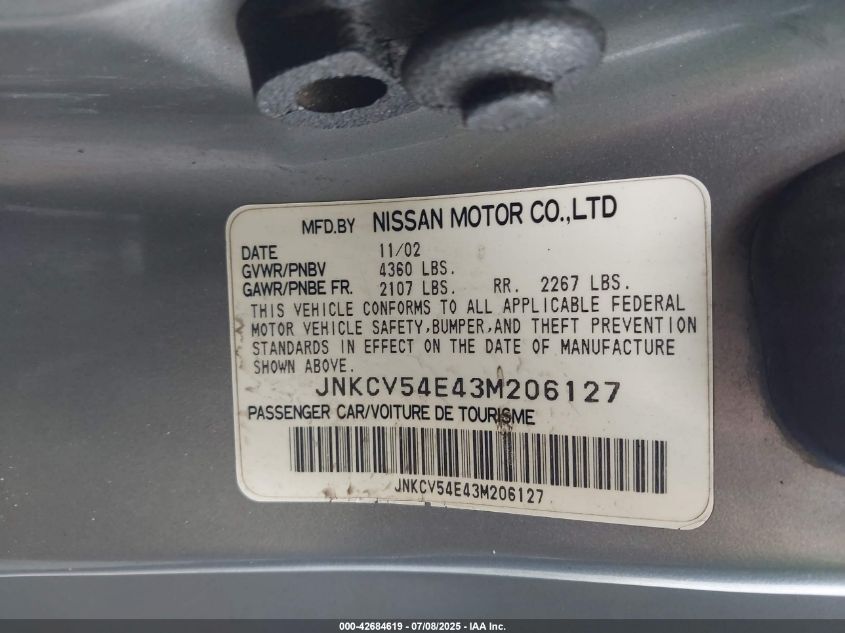 MFD.BY NISSAN MOTOR CO.,LTD
DATE 11/02
GVWR/PNBV 4360 LBS.
GAWR/PNBE FR. 2107 LBS. RR. 2267 LBS.
THIS VEHICLE CONFORMS TO ALL APPLICABLE FEDERAL
MOTOR VEHICLE SAFETY,BUMPER,AND THEFT PREVENTION
STANDARDS IN EFFECT ON THE DATE OF MANUFACTURE
SHOWN ABOVE.
JNKCV54E43M206127
PASSENGER CAR/VOITURE DE TOURISME
JNKCV54E43M206127
000-42684619 - 07/08/2025 - IAA Inc.